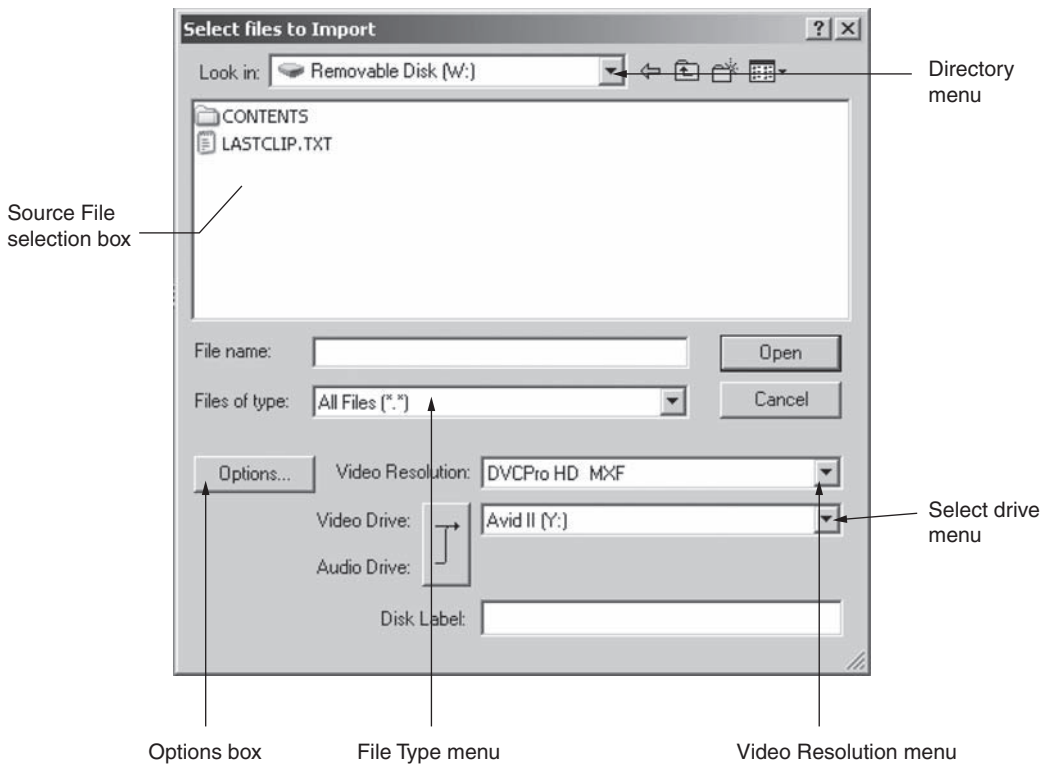 Select files to Import
? X
Look in: Removable Disk (W:)
Directory
menu
CONTENTS
LASTCLIP.TXT
Source File
selection box
File name:
Open
Files of type: All Files (*.*)
Cancel
Options... Video Resolution: DVCPro HD MXF
Video Drive: Avid II (Y:)
Select drive
menu
Audio Drive:
Disk Label:
Options box
File Type menu
Video Resolution menu